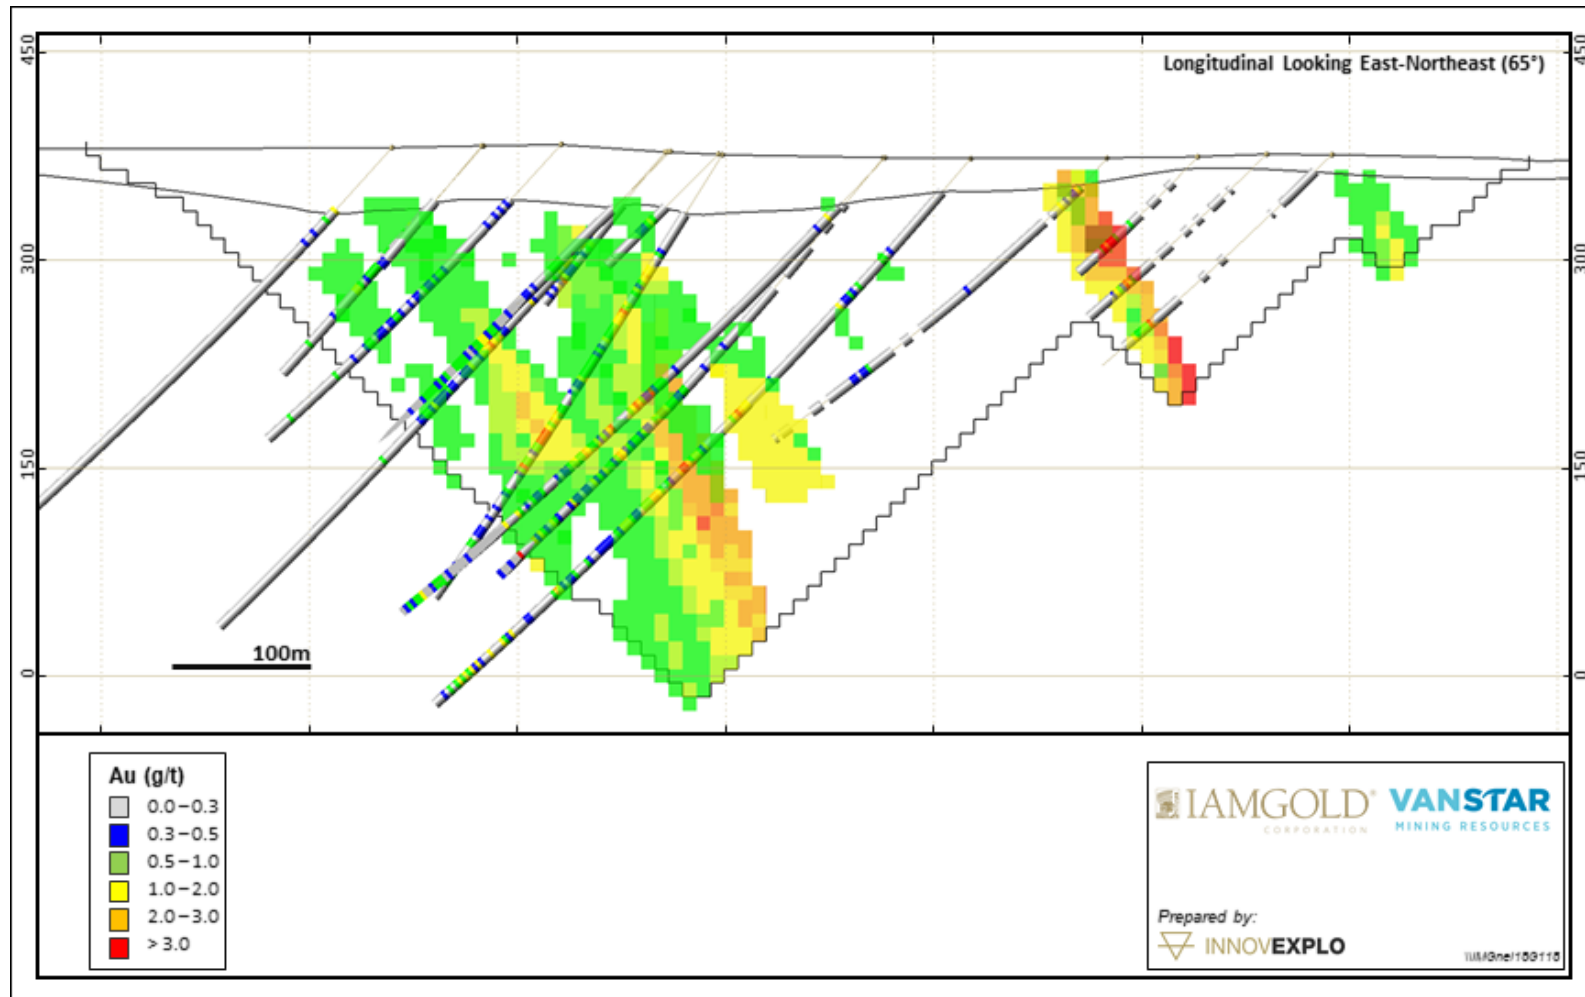 450
450
Longitudinal Looking East-Northeast (65°)
300
300
150
150
100m
0
0
Au (g/t)
0.0–0.3
0.3–0.5
0.5–1.0
1.0–2.0
2.0–3.0
> 3.0
IAMGOLD®
CORPORATION
VANSTAR
MINING RESOURCES
Prepared by:
INNOVEXPLO